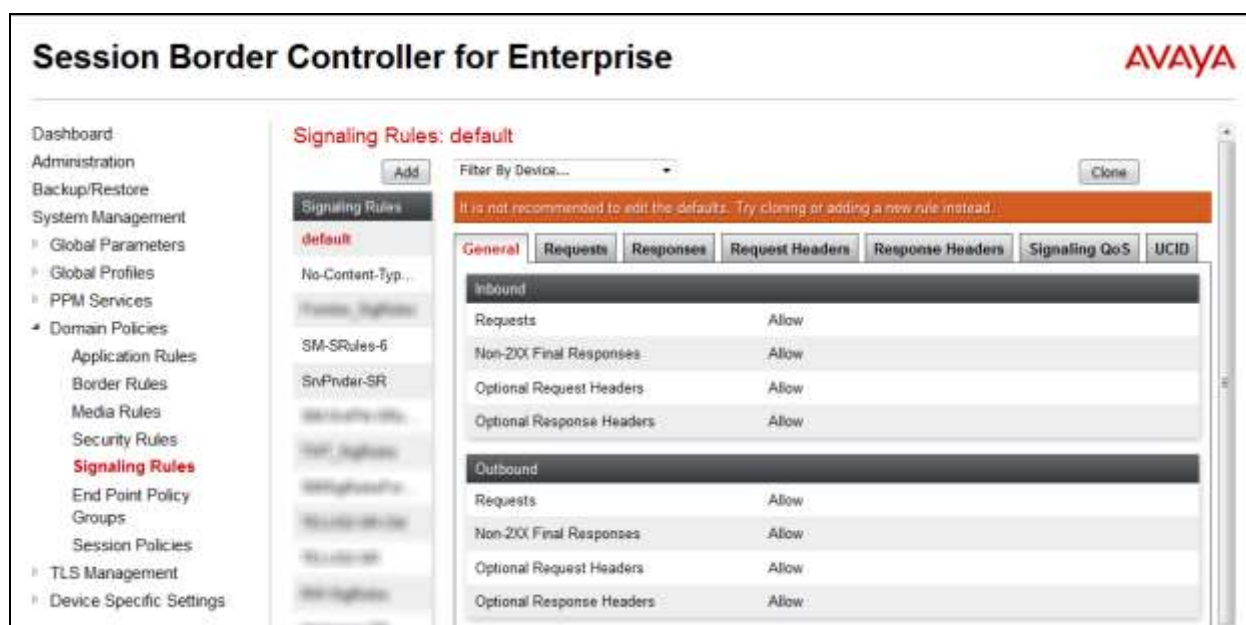 Session Border Controller for Enterprise
AVAYA
Dashboard
Administration
Backup/Restore
System Management
Global Parameters
Global Profiles
PPM Services
Domain Policies
Application Rules
Border Rules
Media Rules
Security Rules
Signaling Rules
End Point Policy
Groups
Session Policies
TLS Management
Device Specific Settings
Signaling Rules: default
Add
Filter By Device...
Clone
Signaling Rules
default
No-Content-Typ...
SM-SRules-6
SrvPrvder-SR
It is not recommended to edit the defaults. Try cloning or adding a new rule instead.
General Requests Responses Request Headers Response Headers Signaling QoS UCID
Inbound
Requests Allow
Non-2XX Final Responses Allow
Optional Request Headers Allow
Optional Response Headers Allow
Outbound
Requests Allow
Non-2XX Final Responses Allow
Optional Request Headers Allow
Optional Response Headers Allow